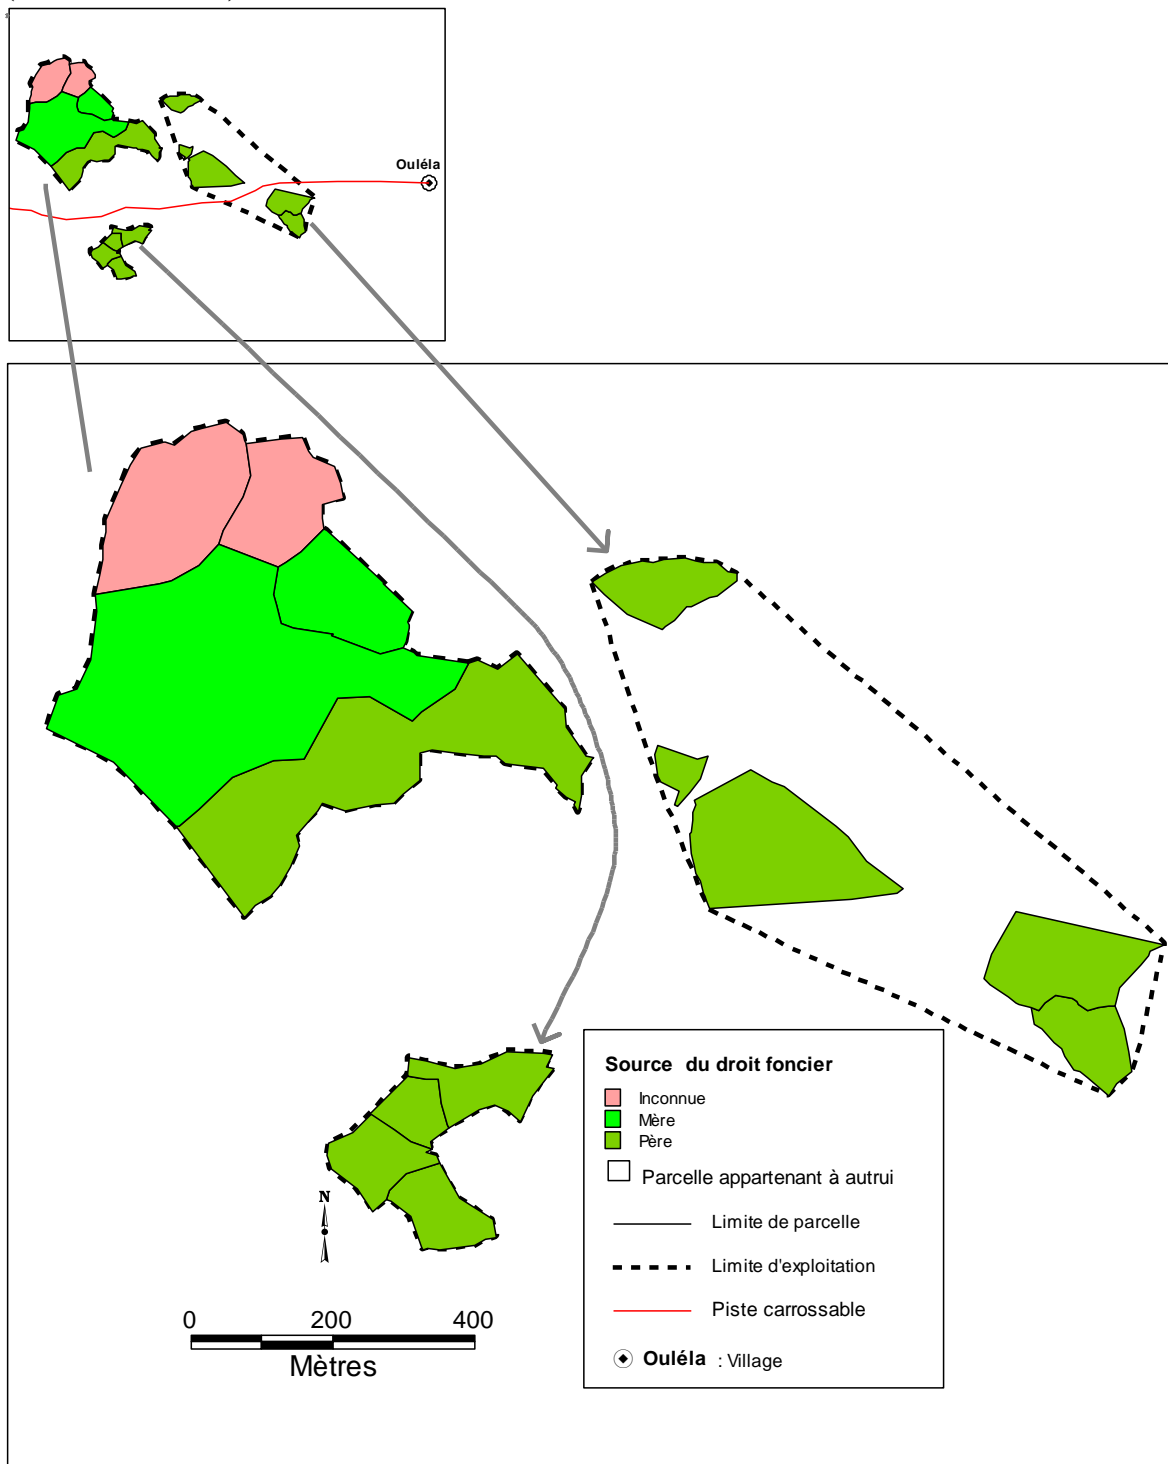 Ouléla
Source du droit foncier
Inconnue
Mère
Père
Parcelle appartenant à autrui
Limite de parcelle
Limite d'exploitation
Piste carrossable
Ouléla : Village
N
0 200 400
Mètres